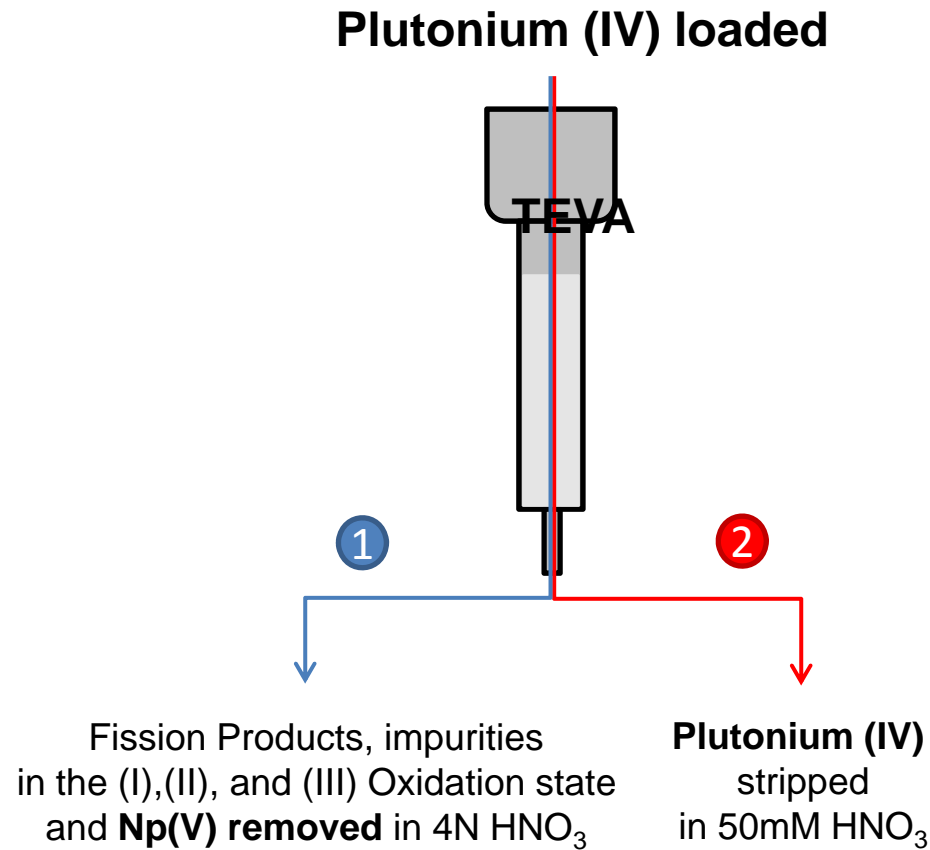 Plutonium (IV) loaded
TEVA
1
2
Fission Products, impurities
in the (I),(II), and (III) Oxidation state
and Np(V) removed in 4N HNO₃
Plutonium (IV)
stripped
in 50mM HNO₃